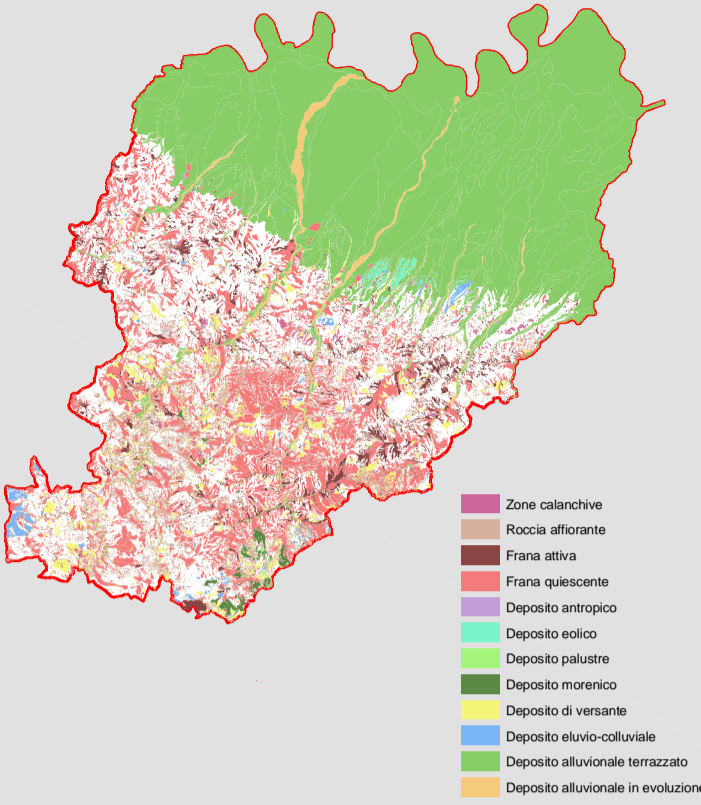 Zone calanchive
Roccia affiorante
Frana attiva
Frana quiescente
Deposito antropico
Deposito eolico
Deposito palustre
Deposito morenico
Deposito di versante
Deposito eluvio-colluviale
Deposito alluvionale terrazzato
Deposito alluvionale in evoluzione